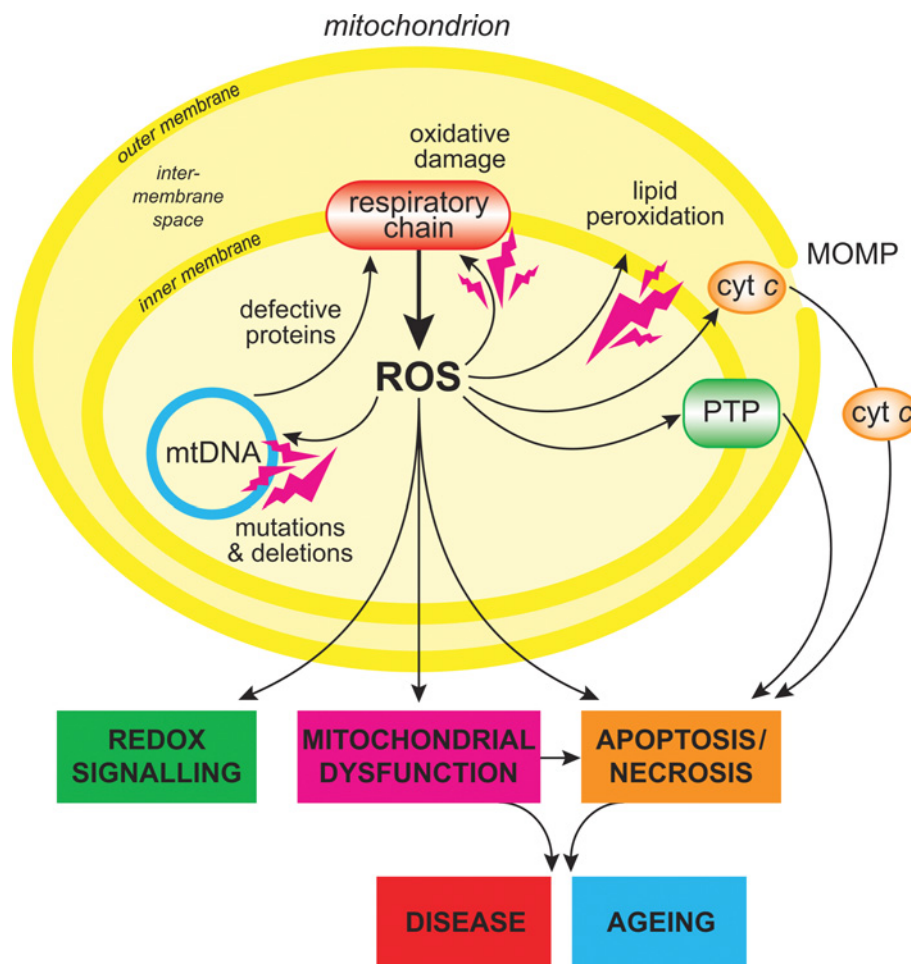 mitochondrion
outer membrane
inter-
membrane
space
inner membrane
oxidative
damage
respiratory
chain
lipid
peroxidation
MOMP
cyt c
defective
proteins
ROS
PTP
cyt c
mtDNA
mutations
& deletions
REDOX
SIGNALLING
MITOCHONDRIAL
DYSFUNCTION
APOPTOSIS/
NECROSIS
DISEASE
AGEING